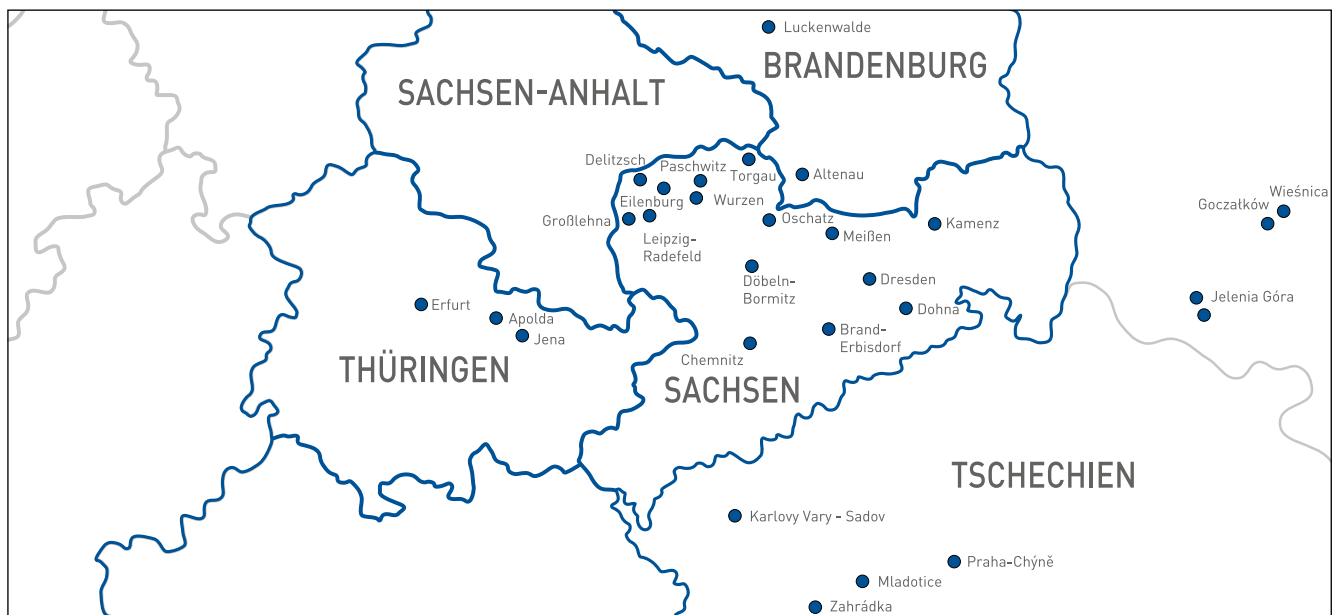 Luckenwalde
BRANDENBURG
SACHSEN-ANHALT
Delitzsch
Paschwitz
Torgau
Altenau
Eilenburg
Wurzen
Großlehna
Leipzig-
Radefeld
Oschatz
Meißen
Kamenz
Wieśnica
Goczałków
Döbeln-
Bormitz
Dresden
Jelenia Góra
Erfurt
Apolda
Jena
Dohna
Brand-
Erbisdorf
Chemnitz
THÜRINGEN
SACHSEN
TSCHECHIEN
Karlovy Vary - Sadov
Praha-Chýně
Mladotice
Zahrádka